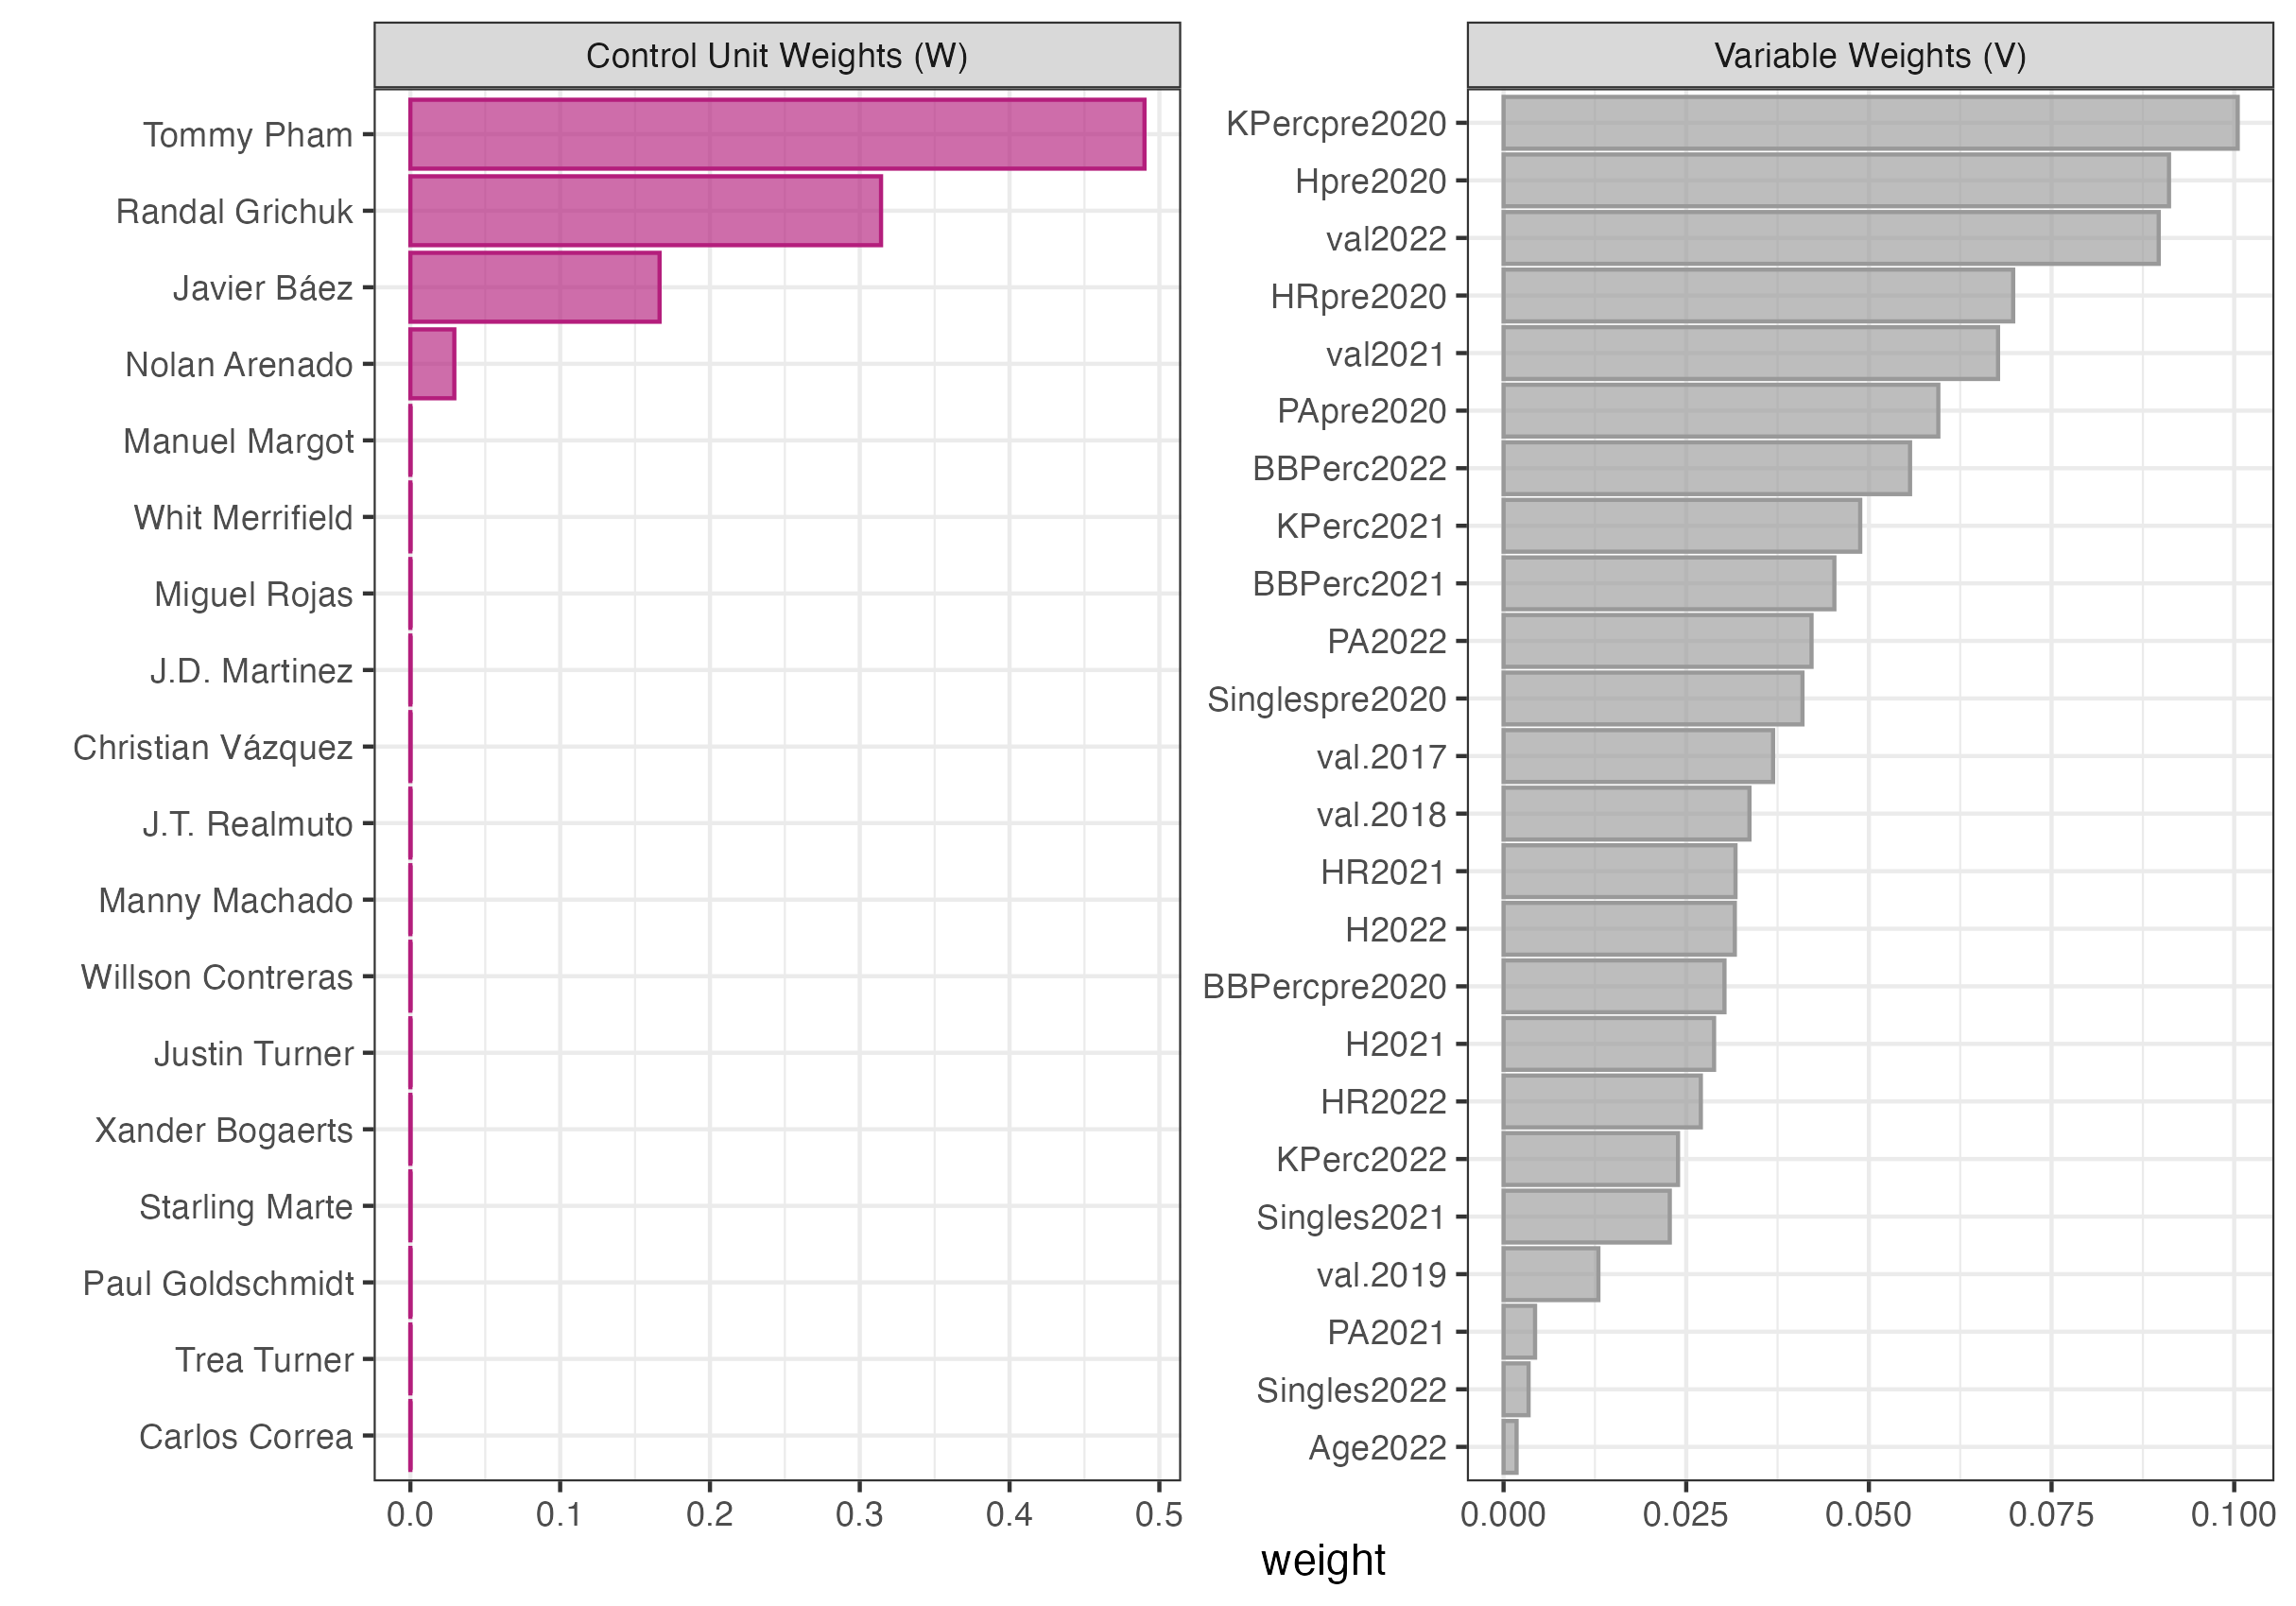 Control Unit Weights (W)
Tommy Pham
Randal Grichuk
Javier Báez
Nolan Arenado
Manuel Margot
Whit Merrifield
Miguel Rojas
J.D. Martinez
Christian Vázquez
J.T. Realmuto
Manny Machado
Willson Contreras
Justin Turner
Xander Bogaerts
Starling Marte
Paul Goldschmidt
Trea Turner
Carlos Correa
0.0 0.1 0.2 0.3 0.4 0.5
Variable Weights (V)
KPercpre2020
Hpre2020
val2022
HRpre2020
val2021
PApre2020
BBPerc2022
KPerc2021
BBPerc2021
PA2022
Singlespre2020
val.2017
val.2018
HR2021
H2022
BBPercpre2020
H2021
HR2022
KPerc2022
Singles2021
val.2019
PA2021
Singles2022
Age2022
0.000 0.025 0.050 0.075 0.100
weight